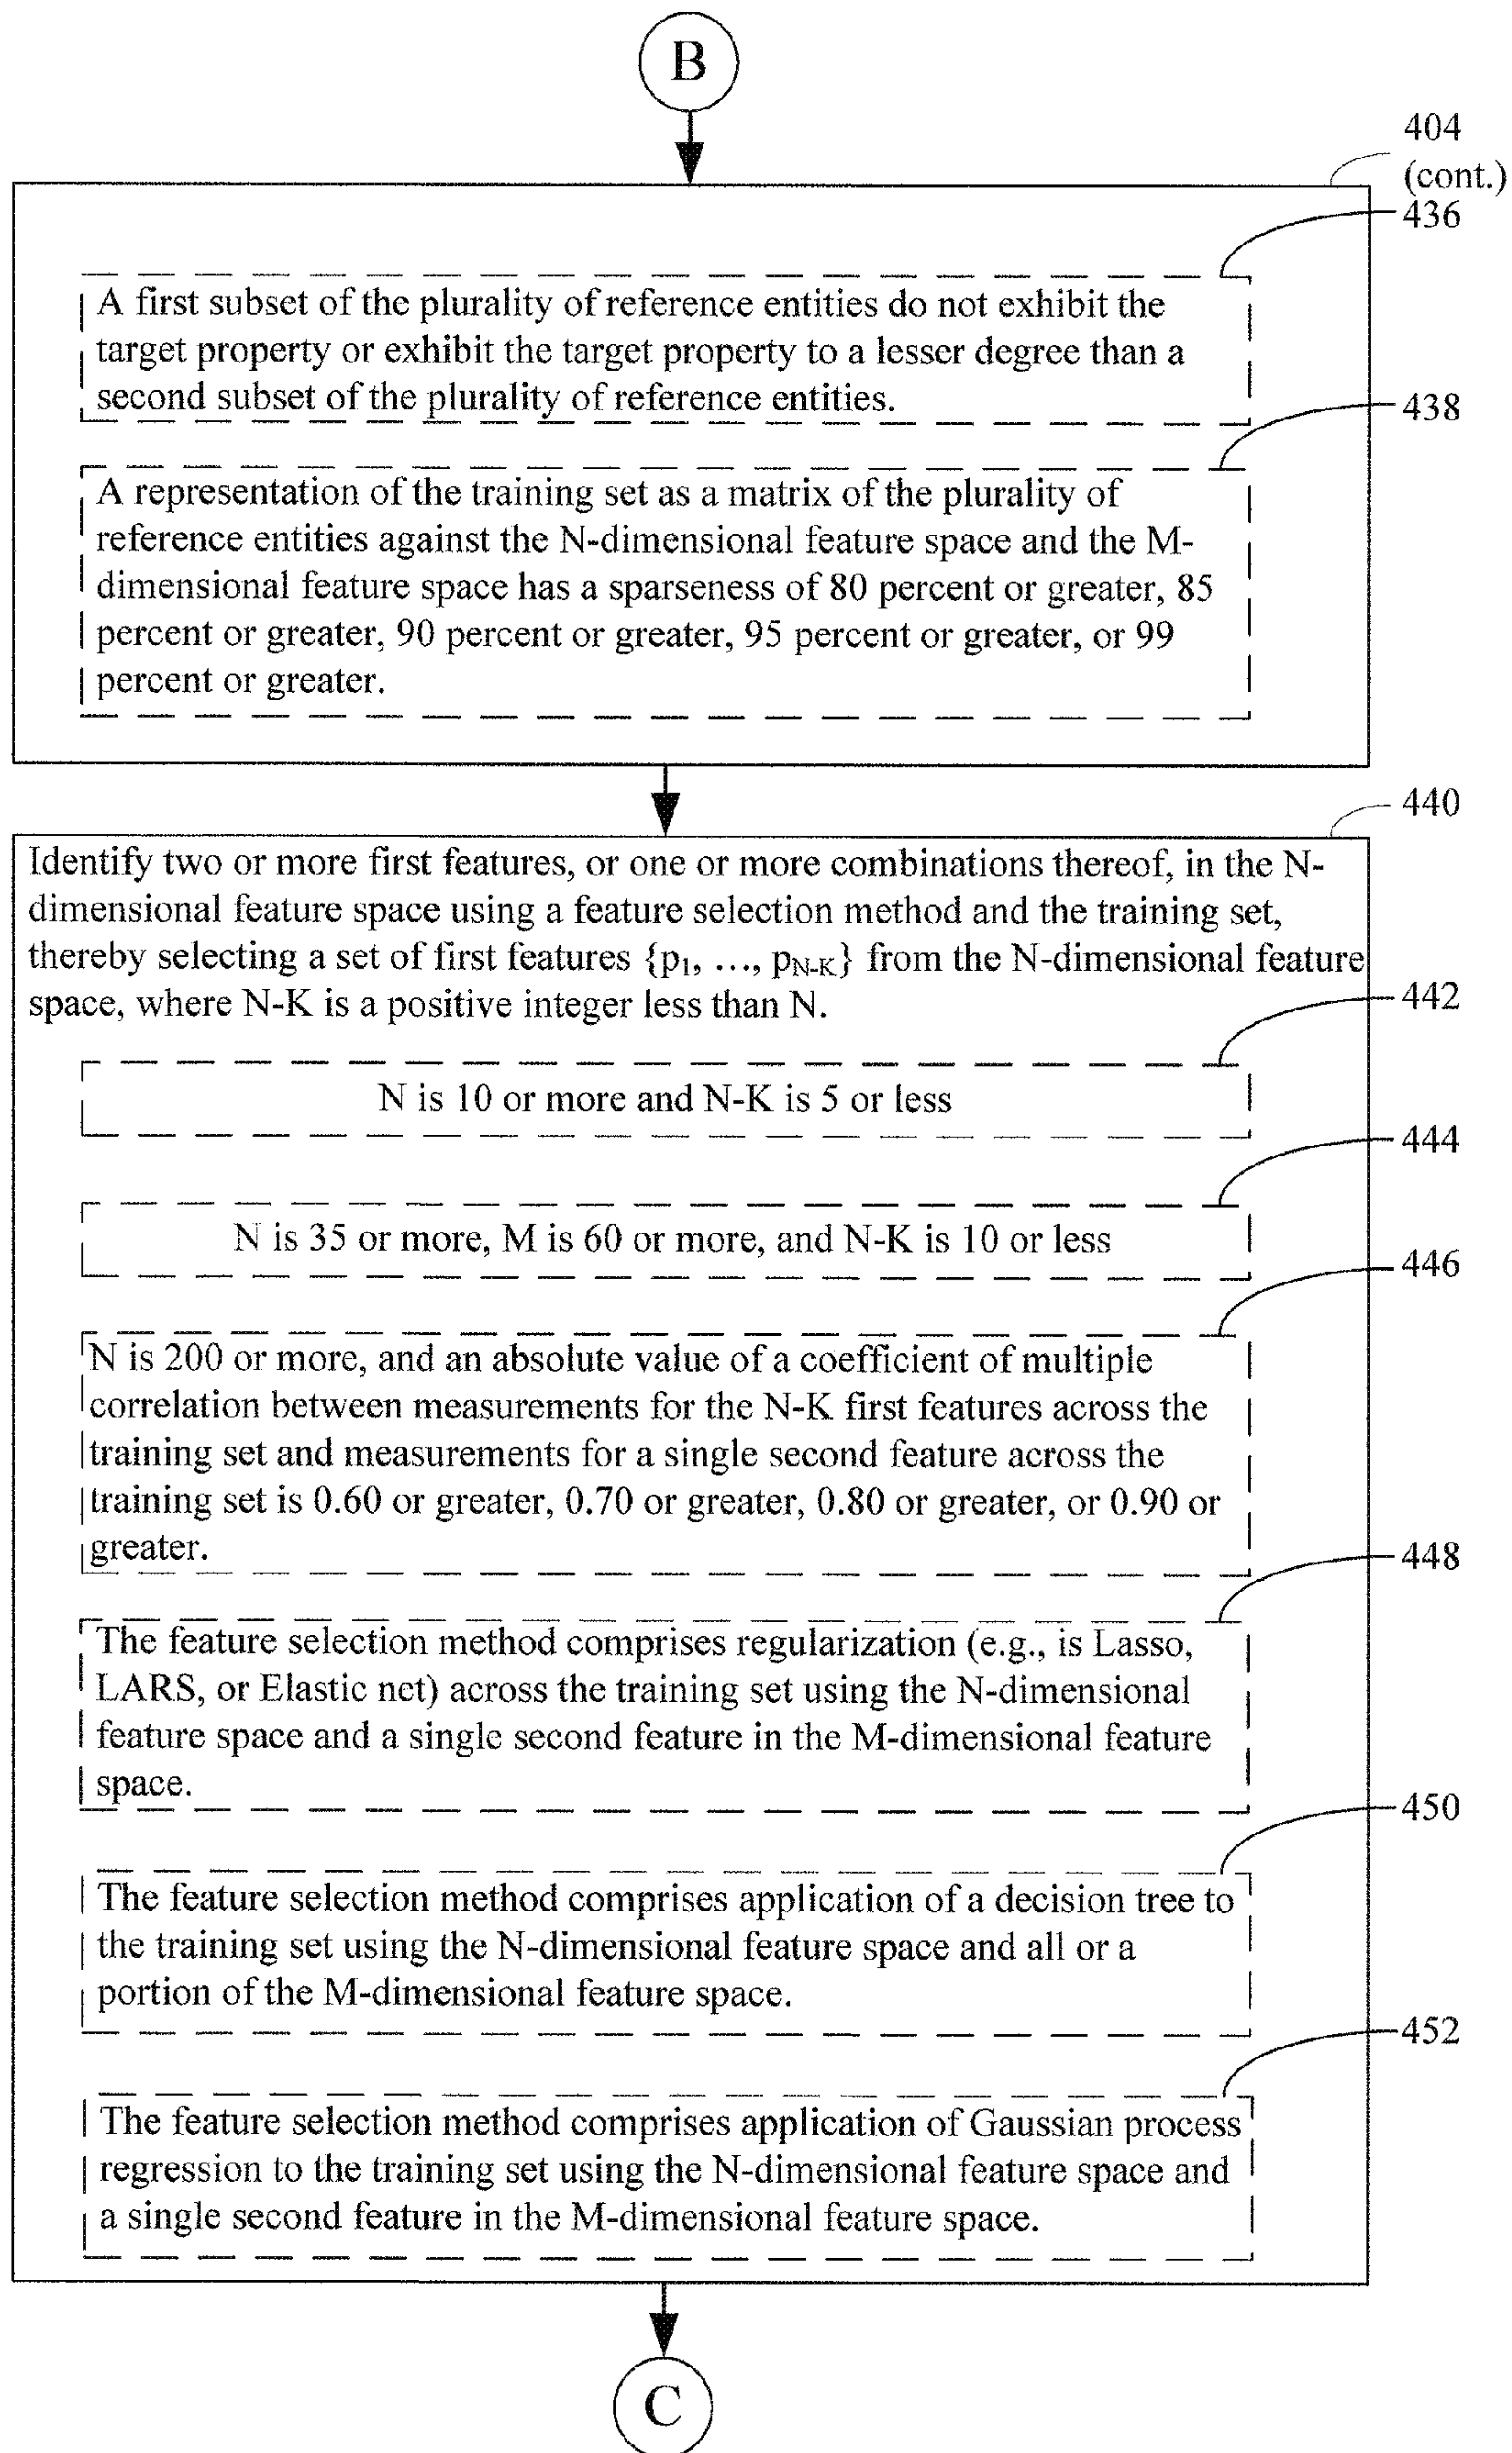 B
404
(cont.)
436
A first subset of the plurality of reference entities do not exhibit the
target property or exhibit the target property to a lesser degree than a
second subset of the plurality of reference entities.
438
A representation of the training set as a matrix of the plurality of
reference entities against the N-dimensional feature space and the M-
dimensional feature space has a sparseness of 80 percent or greater, 85
percent or greater, 90 percent or greater, 95 percent or greater, or 99
percent or greater.
440
Identify two or more first features, or one or more combinations thereof, in the N-
dimensional feature space using a feature selection method and the training set,
thereby selecting a set of first features {p1, …, pN-K} from the N-dimensional feature
space, where N-K is a positive integer less than N.
442
N is 10 or more and N-K is 5 or less
444
N is 35 or more, M is 60 or more, and N-K is 10 or less
446
N is 200 or more, and an absolute value of a coefficient of multiple
correlation between measurements for the N-K first features across the
training set and measurements for a single second feature across the
training set is 0.60 or greater, 0.70 or greater, 0.80 or greater, or 0.90 or
greater.
448
The feature selection method comprises regularization (e.g., is Lasso,
LARS, or Elastic net) across the training set using the N-dimensional
feature space and a single second feature in the M-dimensional feature
space.
450
The feature selection method comprises application of a decision tree to
the training set using the N-dimensional feature space and all or a
portion of the M-dimensional feature space.
452
The feature selection method comprises application of Gaussian process
regression to the training set using the N-dimensional feature space and
a single second feature in the M-dimensional feature space.
C